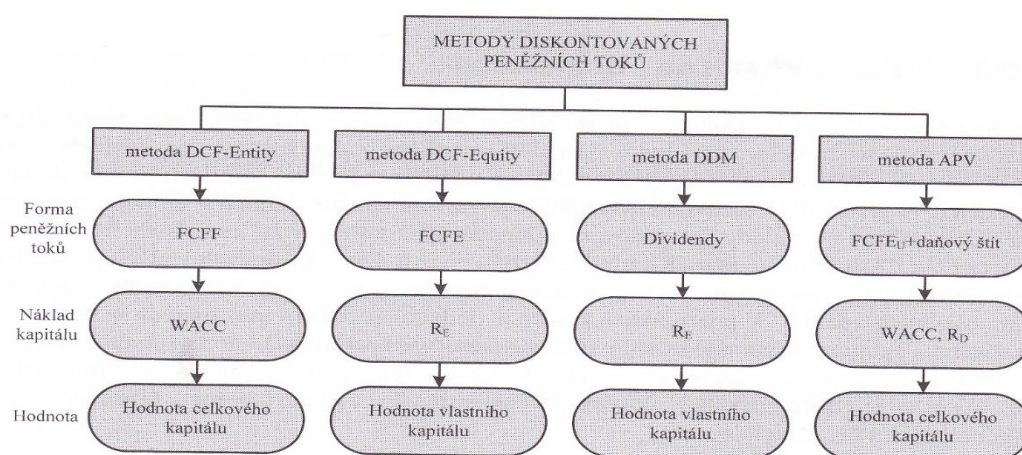 METODY DISKONTOVANÝCH
PENĚŽNÍCH TOKŮ
metoda DCF-Entity
metoda DCF-Equity
metoda DDM
metoda APV
Forma
peněžních
toků
FCFF
FCFE
Dividendy
FCFE_U+daňový štít
Náklad
kapitálu
WACC
R_E
R_E
WACC, R_D
Hodnota
Hodnota celkového
kapitálu
Hodnota vlastního
kapitálu
Hodnota vlastního
kapitálu
Hodnota celkového
kapitálu